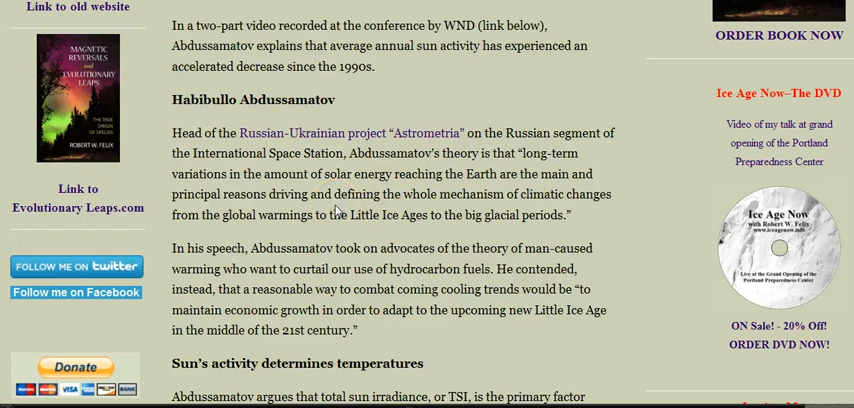 Link to old website
MAGNETIC
REVERSALS
and
EVOLUTIONARY
LEAPS
THE TRUE
ORIGIN
OF SPECIES
ROBERT W. FELIX
Link to
Evolutionary Leaps.com
FOLLOW ME ON twitter
Follow me on Facebook
Donate
VISA
BANK
In a two-part video recorded at the conference by WND (link below),
Abdussamatov explains that average annual sun activity has experienced an
accelerated decrease since the 1990s.
Habibullo Abdussamatov
Head of the Russian-Ukrainian project “Astrometria” on the Russian segment of
the International Space Station, Abdussamatov’s theory is that “long-term
variations in the amount of solar energy reaching the Earth are the main and
principal reasons driving and defining the whole mechanism of climatic changes
from the global warmings to the Little Ice Ages to the big glacial periods.”
In his speech, Abdussamatov took on advocates of the theory of man-caused
warming who want to curtail our use of hydrocarbon fuels. He contended,
instead, that a reasonable way to combat coming cooling trends would be “to
maintain economic growth in order to adapt to the upcoming new Little Ice Age
in the middle of the 21st century.”
Sun’s activity determines temperatures
Abdussamatov argues that total sun irradiance, or TSI, is the primary factor
ORDER BOOK NOW
Ice Age Now–The DVD
Video of my talk at grand
opening of the Portland
Preparedness Center
Ice Age Now
with Robert W. Felix
www.iceagenow.info
Live at the Grand Opening of the
Portland Preparedness Center
ON Sale! - 20% Off!
ORDER DVD NOW!